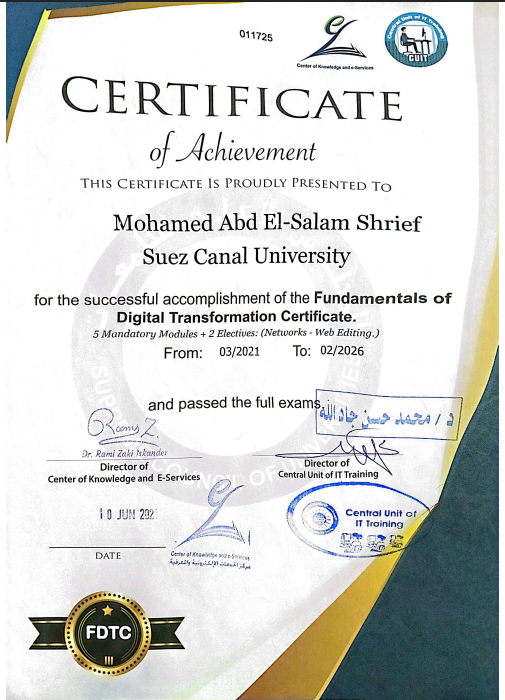 011725
Center of Knowledge and e-Services
Central Unit of IT Training
CUIT
CERTIFICATE
of Achievement
THIS CERTIFICATE IS PROUDLY PRESENTED TO
Mohamed Abd El-Salam Shrief
Suez Canal University
for the successful accomplishment of the Fundamentals of
Digital Transformation Certificate.
5 Mandatory Modules + 2 Electives: (Networks - Web Editing.)
From: 03/2021 To: 02/2026
and passed the full exams.
د / محمد حسن جاد الله
Dr. Rami Zaki Iskander
Director of
Center of Knowledge and E-Services
Director of
Central Unit of IT Training
COUNCIL OF
10 JUN 202
DATE
Center of Knowledge and e-Services
مركز الخدمات الإلكترونية والمعرفية
Central Unit of
IT Training
FDTC